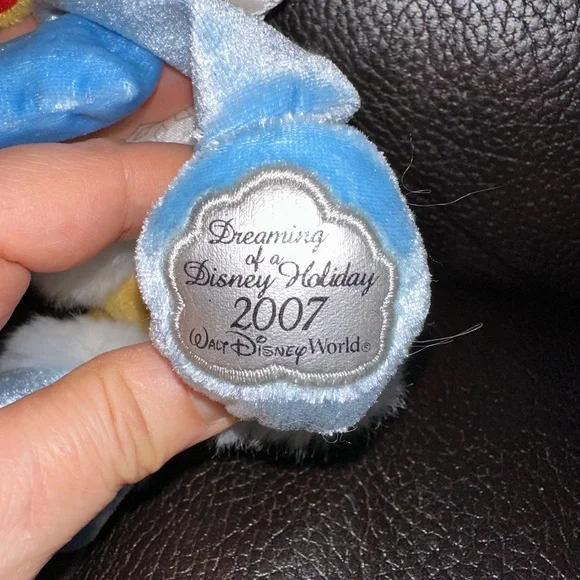 Dreaming
of a
Disney Holiday
2007
WALT DISNEY World®